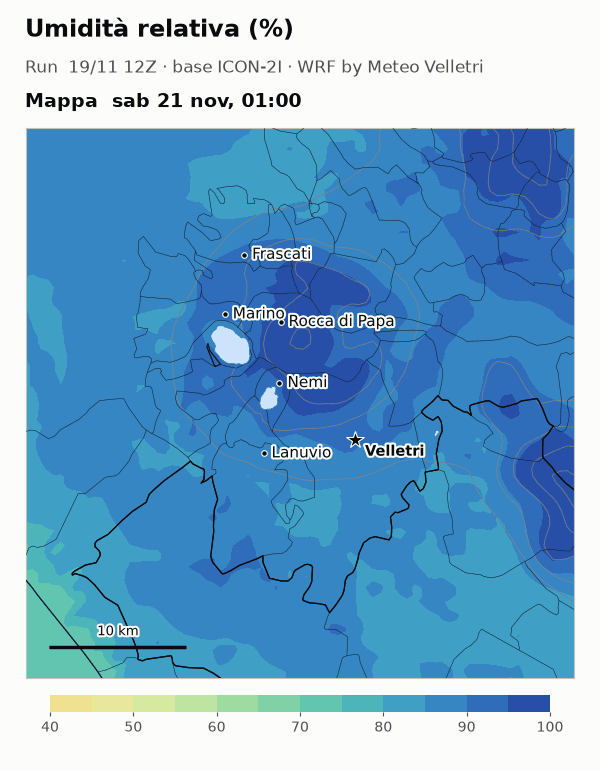 Umidità relativa (%)
Run  19/11 12Z · base ICON-2I · WRF by Meteo Velletri
Mappa  sab 21 nov, 01:00
Frascati
Marino
Rocca di Papa
Nemi
Velletri
Lanuvio
10 km
40 50 60 70 80 90 100